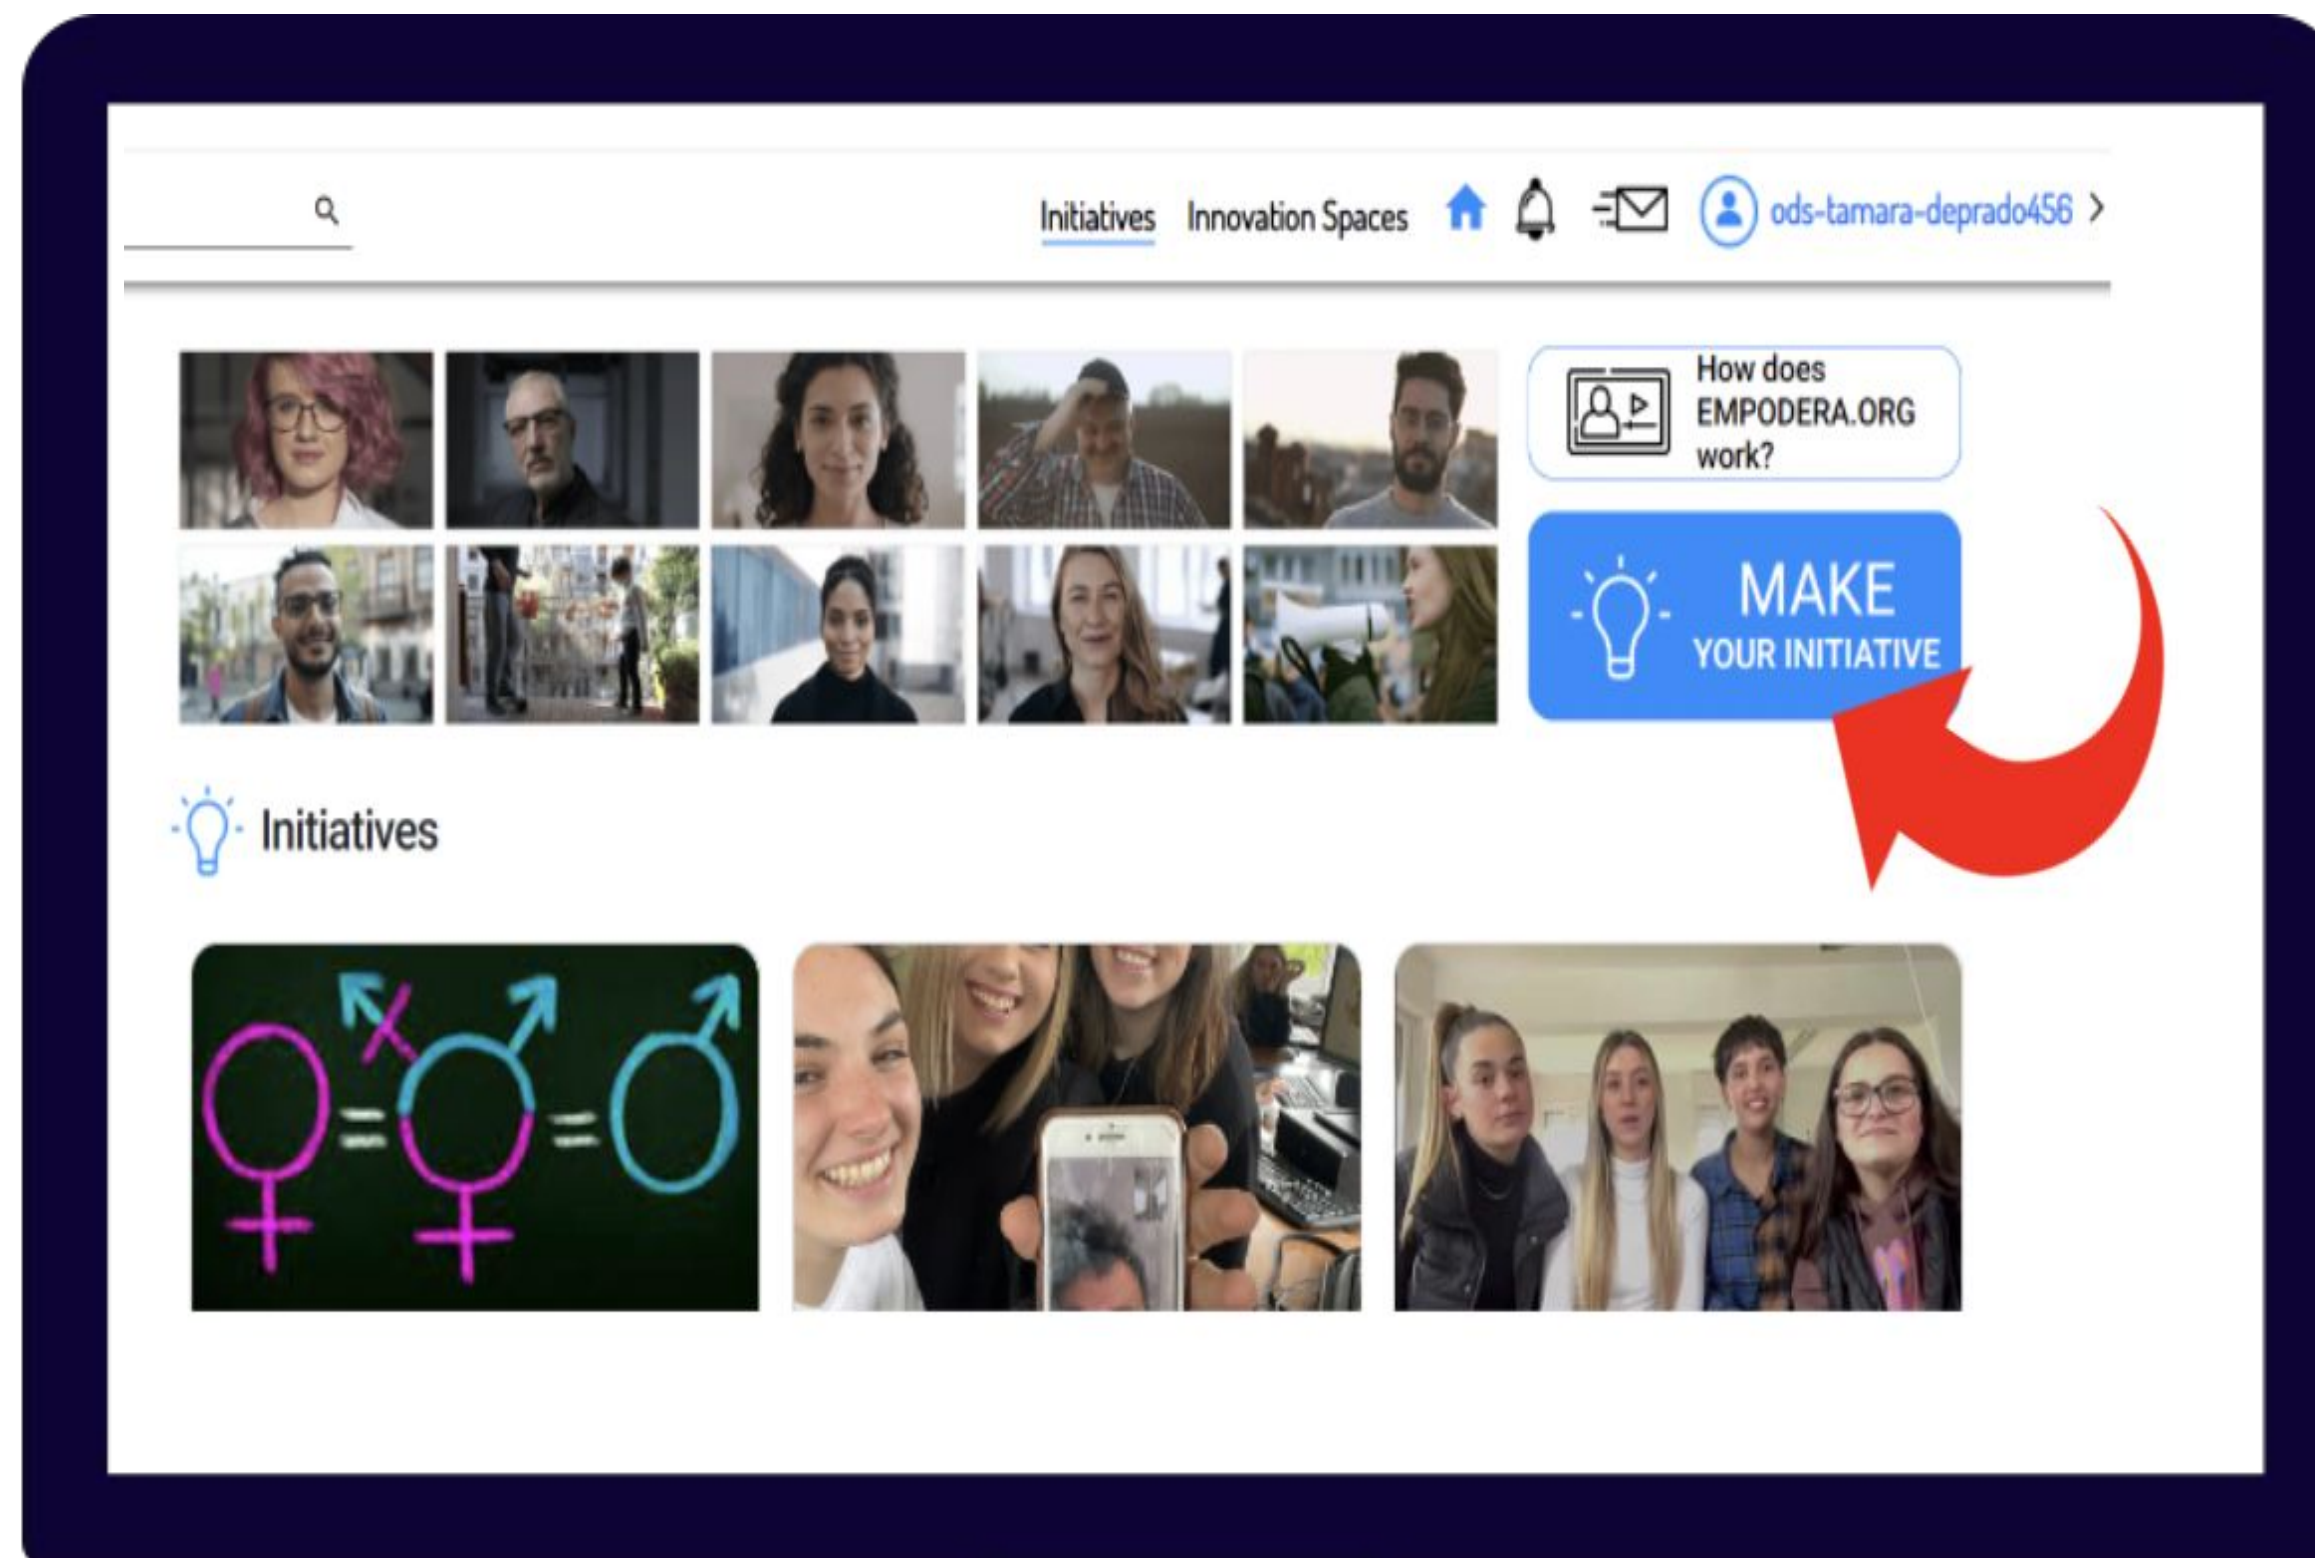 Initiatives Innovation Spaces ods-tamara-deprado456
How does
EMPODERA.ORG
work?
MAKE
YOUR INITIATIVE
Initiatives